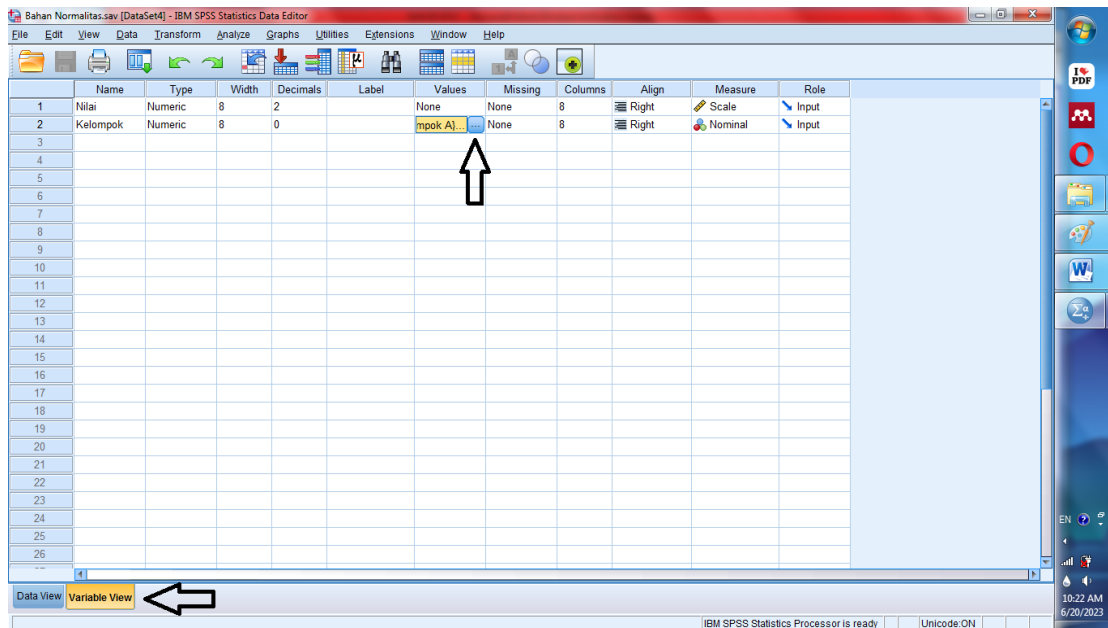 Bahan Normalitas.sav [DataSet4] - IBM SPSS Statistics Data Editor
File Edit View Data Transform Analyze Graphs Utilities Extensions Window Help
Name Type Width Decimals Label Values Missing Columns Align Measure Role
1 Nilai Numeric 8 2 None None 8 Right Scale Input
2 Kelompok Numeric 8 0 mpok A}... ... None 8 Right Nominal Input
3
4
5
6
7
8
9
10
11
12
13
14
15
16
17
18
19
20
21
22
23
24
25
26
Data View Variable View
IBM SPSS Statistics Processor is ready Unicode:ON
I PDF
W
Σα
EN
10:22 AM
6/20/2023